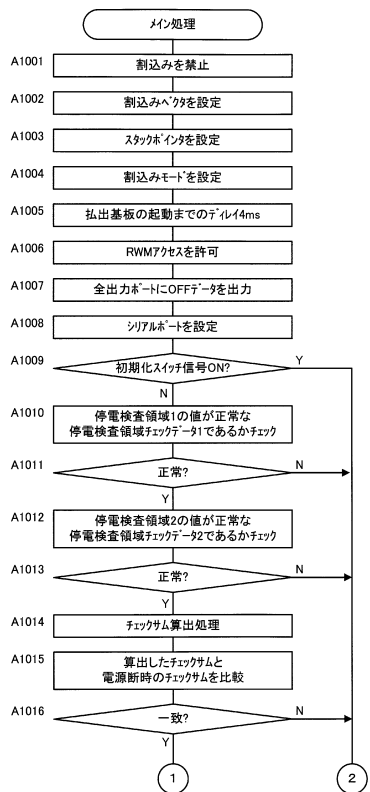 メイン処理
A1001
割込みを禁止
A1002
割込みベクタを設定
A1003
スタックポインタを設定
A1004
割込みモードを設定
A1005
払出基板の起動までのディレイ4ms
A1006
RWMアクセスを許可
A1007
全出力ポートにOFFデータを出力
A1008
シリアルポートを設定
A1009
初期化スイッチ信号ON?
Y
N
A1010
停電検査領域1の値が正常な
停電検査領域チェックデータ1であるかチェック
A1011
正常?
N
Y
A1012
停電検査領域2の値が正常な
停電検査領域チェックデータ2であるかチェック
A1013
正常?
N
Y
A1014
チェックサム算出処理
A1015
算出したチェックサムと
電源断時のチェックサムを比較
A1016
一致?
N
Y
1
2